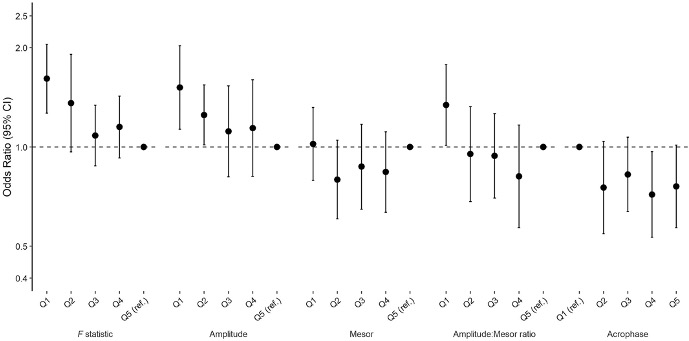 Odds Ratio (95% CI)
2.5
2.0
1.0
0.5
0.4
Q1 Q2 Q3 Q4 Q5 (ref.) Q1 Q2 Q3 Q4 Q5 (ref.) Q1 Q2 Q3 Q4 Q5 (ref.) Q1 Q2 Q3 Q4 Q5 (ref.) Q1 (ref.) Q2 Q3 Q4 Q5
F statistic Amplitude Mesor Amplitude:Mesor ratio Acrophase